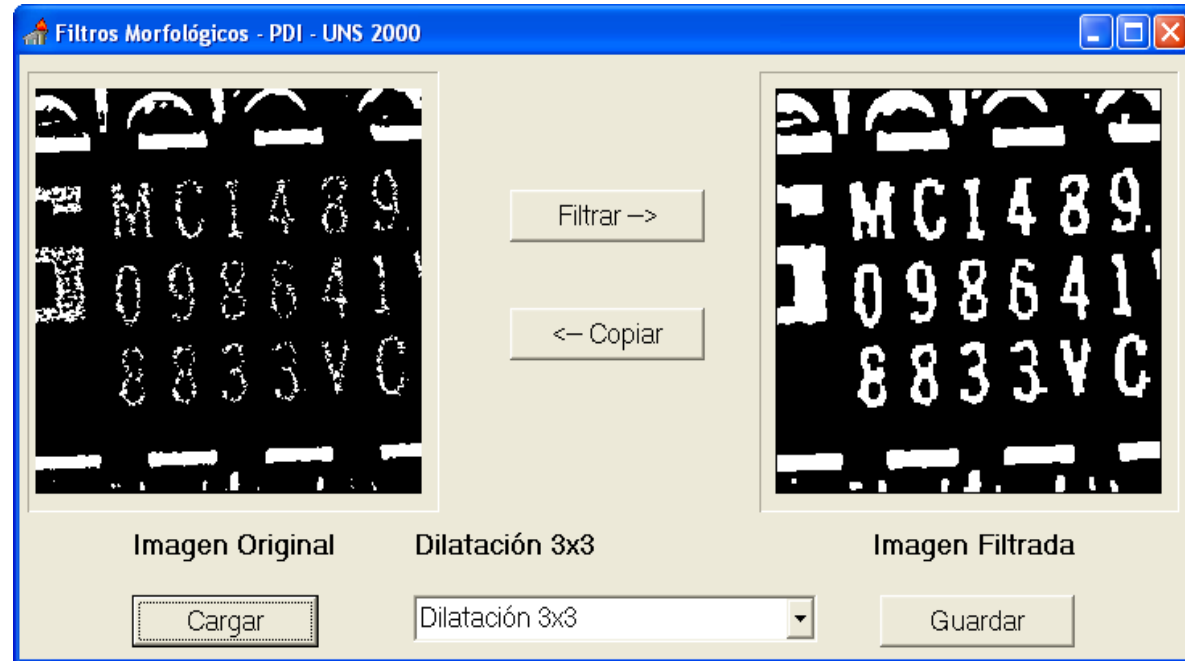 Filtros Morfológicos - PDI - UNS 2000
MC1489.
098641
8833VC
Filtrar -->
<-- Copiar
MC1489.
098641
8833VC
Imagen Original
Dilatación 3x3
Imagen Filtrada
Cargar
Dilatación 3x3
Guardar